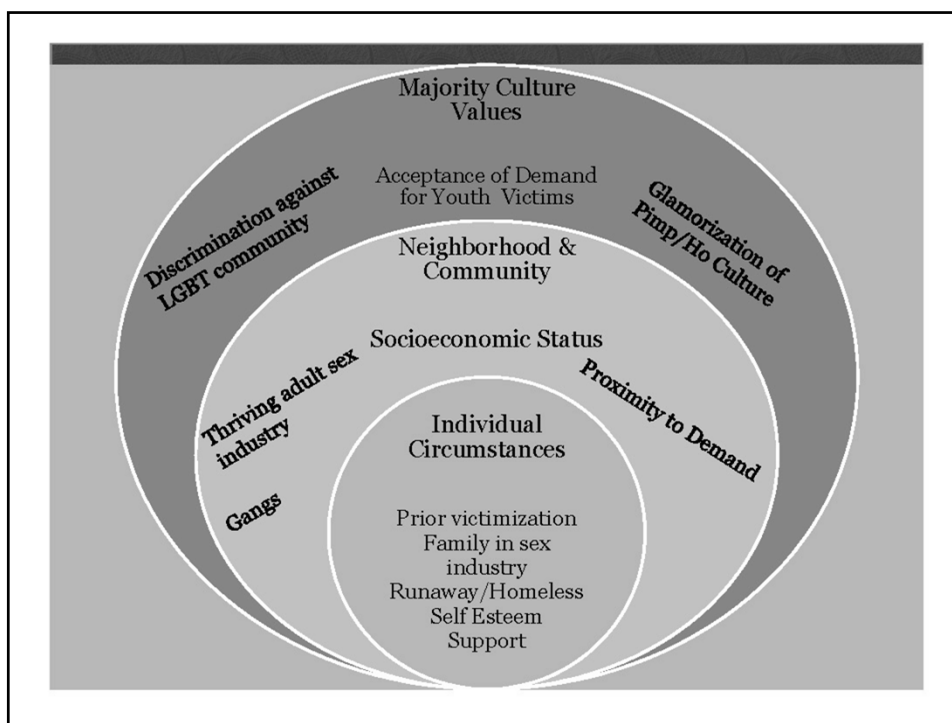 Majority Culture
Values
Acceptance of Demand
for Youth Victims
Discrimination against
LGBT community
Glamorization of
Pimp/Ho Culture
Neighborhood &
Community
Socioeconomic Status
Thriving adult sex
industry
Gangs
Proximity to Demand
Individual
Circumstances
Prior victimization
Family in sex
industry
Runaway/Homeless
Self Esteem
Support